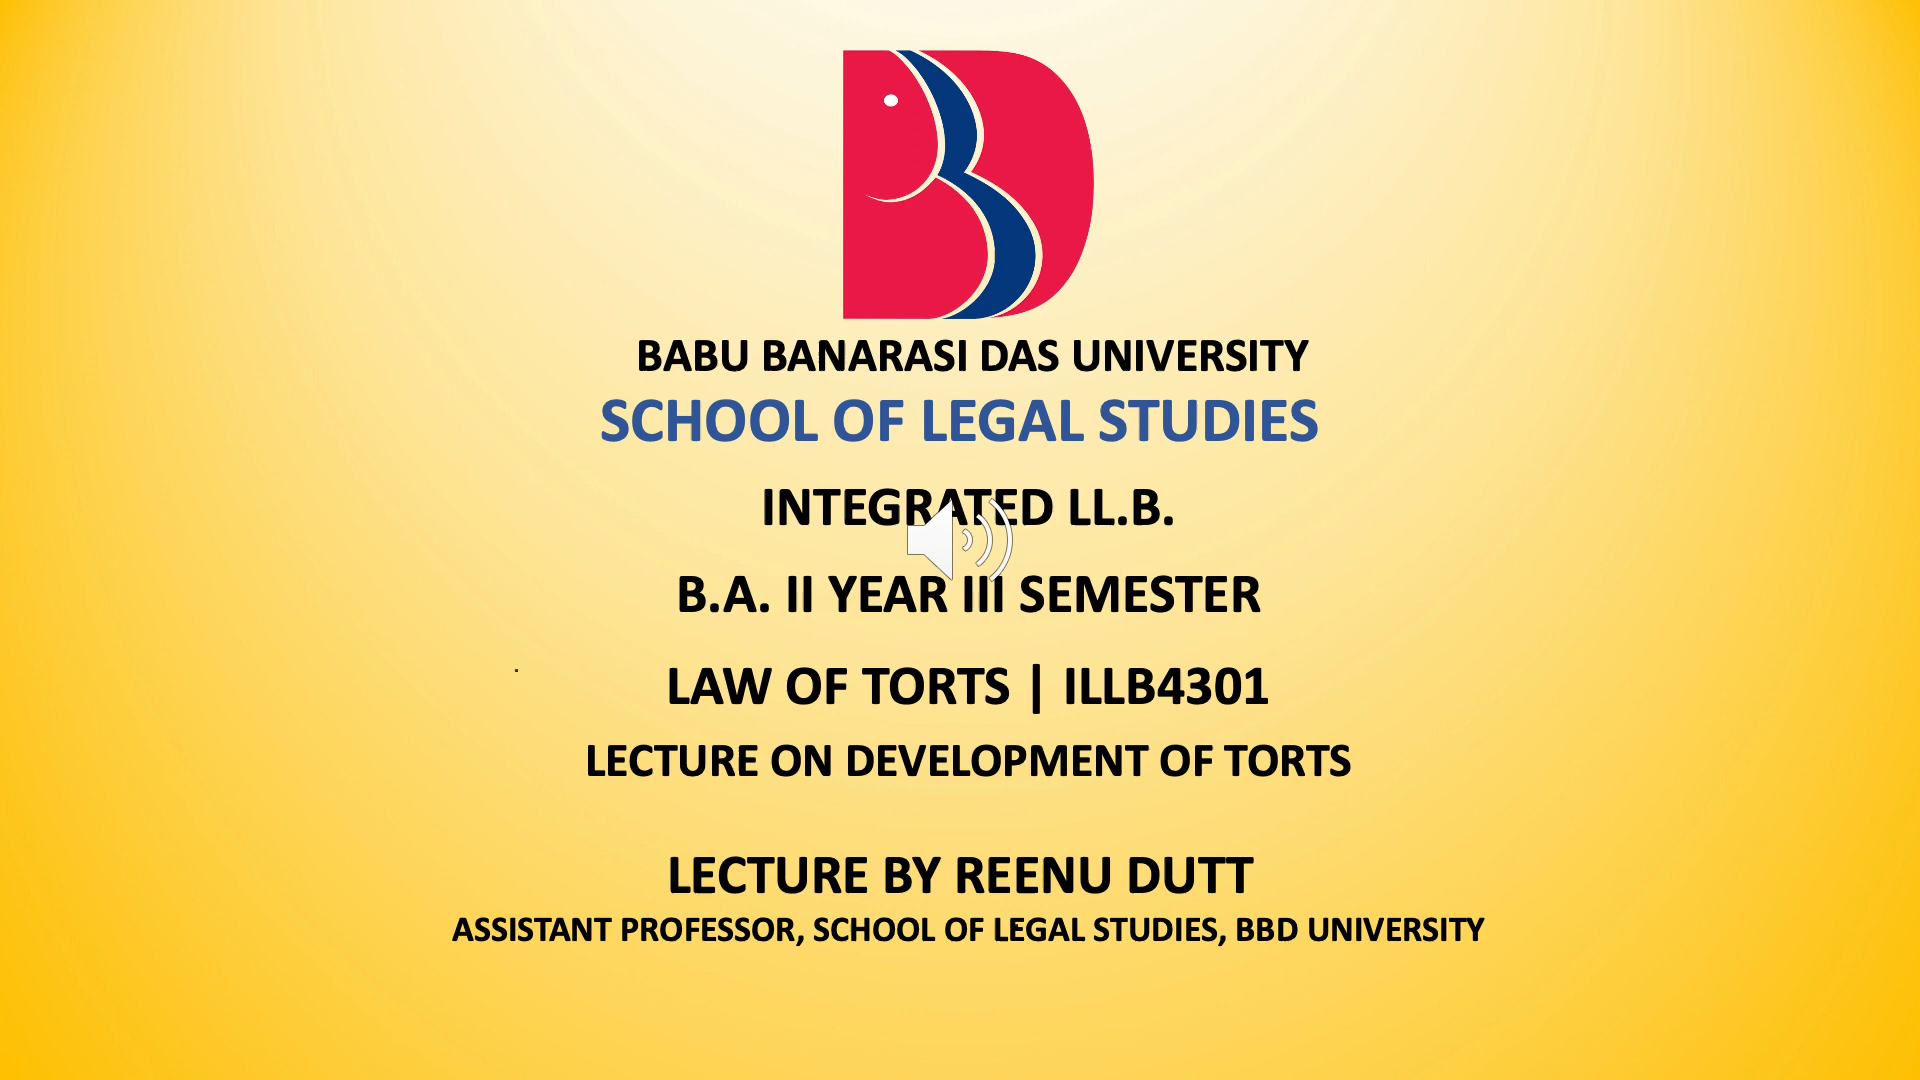 BABU BANARASI DAS UNIVERSITY
SCHOOL OF LEGAL STUDIES
INTEGRATED LL.B.
B.A. II YEAR III SEMESTER
LAW OF TORTS | ILLB4301
LECTURE ON DEVELOPMENT OF TORTS
LECTURE BY REENU DUTT
ASSISTANT PROFESSOR, SCHOOL OF LEGAL STUDIES, BBD UNIVERSITY